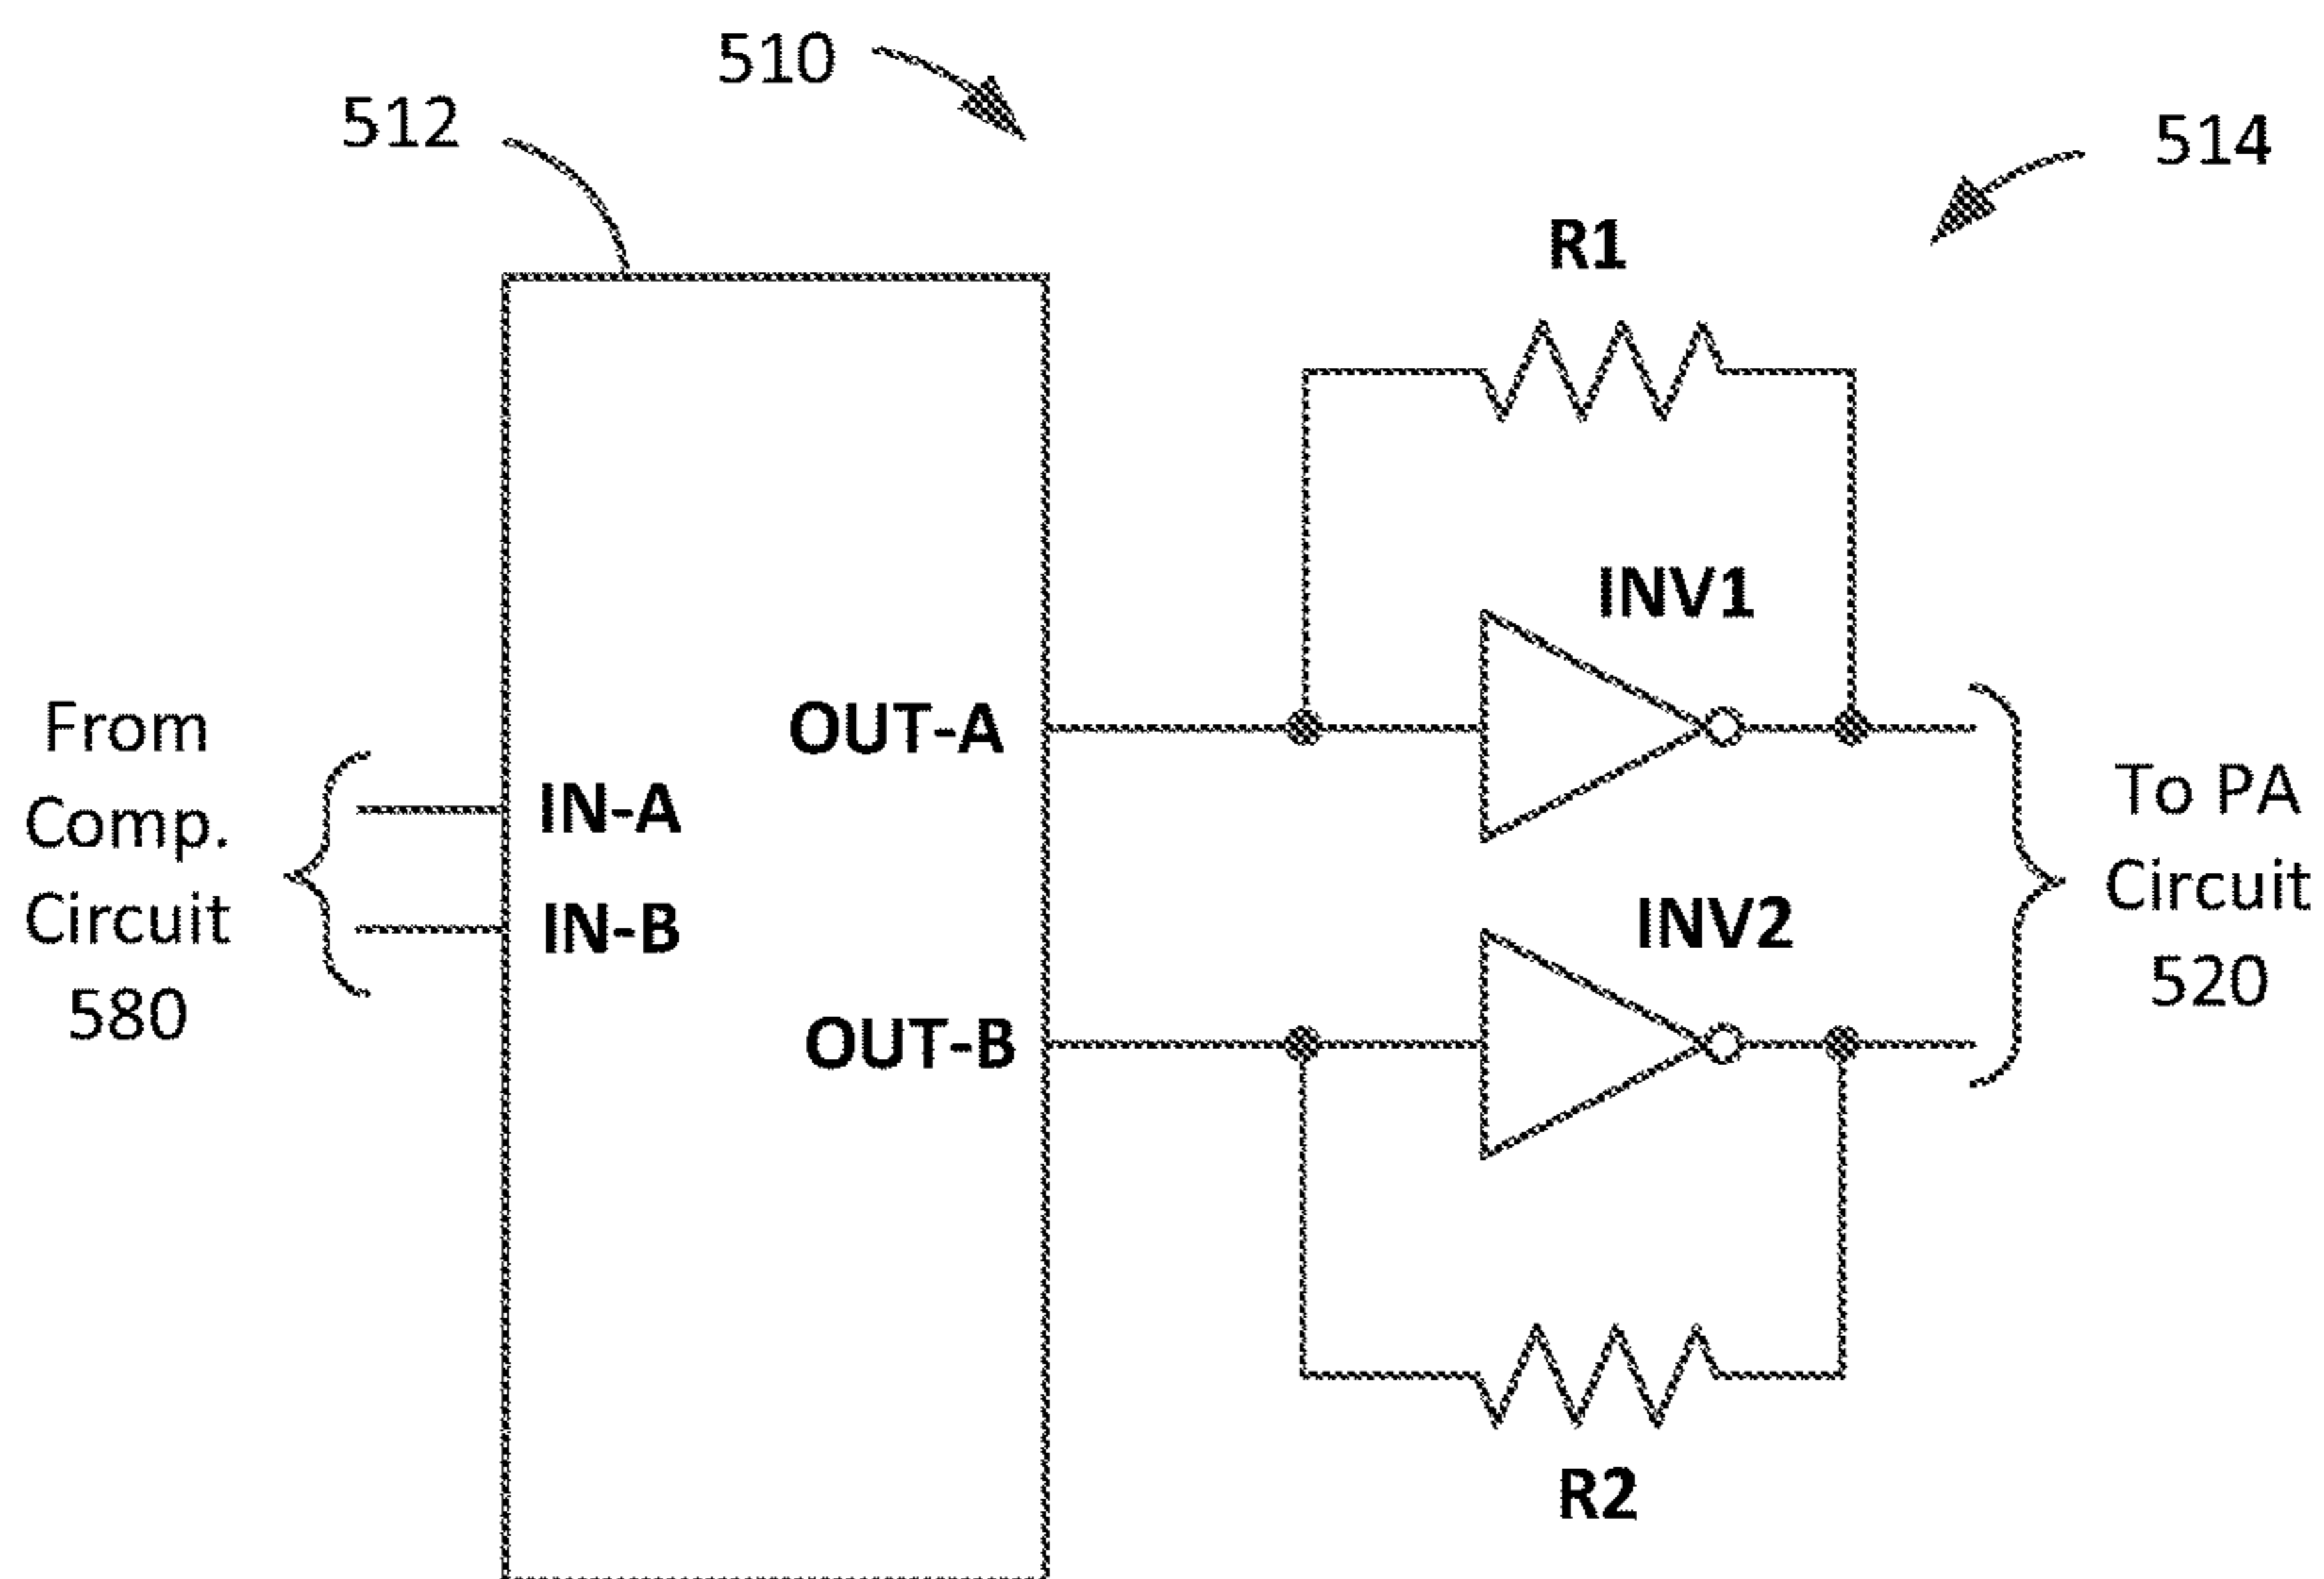 510
512
514
R1
INV1
From
Comp.
Circuit
580
IN-A
IN-B
OUT-A
OUT-B
INV2
To PA
Circuit
520
R2